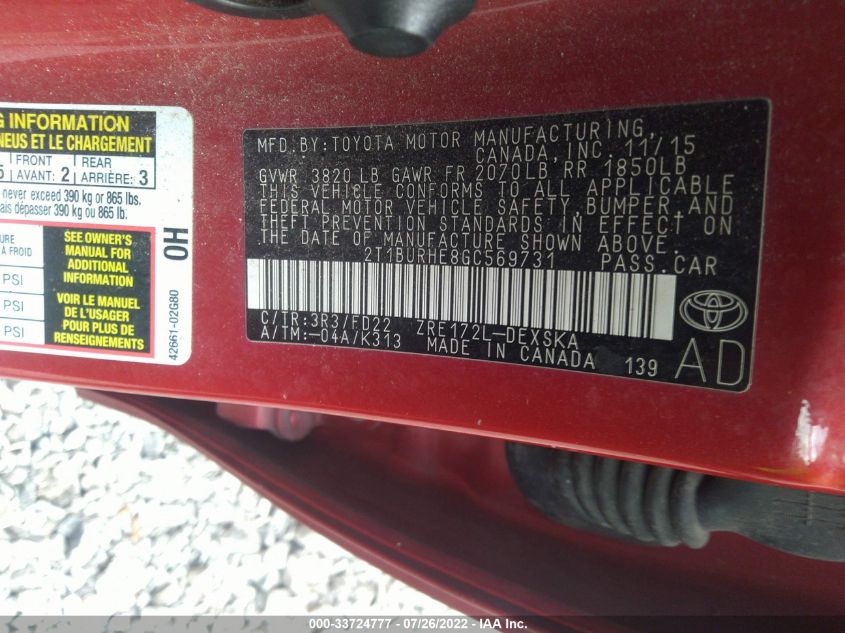 G INFORMATION
NEUS ET LE CHARGEMENT
5 FRONT AVANT: 2 REAR ARRIÈRE: 3
never exceed 390 kg or 865 lbs.
ais dépasser 390 kg ou 865 lb.
URE
À FROID
PSI
PSI
PSI
SEE OWNER'S
MANUAL FOR
ADDITIONAL
INFORMATION
VOIR LE MANUEL
DE L'USAGER
POUR PLUS DE
RENSEIGNEMENTS
OH
42661-02G80
MFD. BY: TOYOTA MOTOR MANUFACTURING,
CANADA, INC. 11/15
GVWR 3820 LB GAWR FR 2070LB RR 1850LB
THIS VEHICLE CONFORMS TO ALL APPLICABLE
FEDERAL MOTOR VEHICLE SAFETY, BUMPER, AND
THEFT PREVENTION STANDARDS IN EFFECT ON
THE DATE OF MANUFACTURE SHOWN ABOVE.
2T1BURHE8GC569731 PASS.CAR
C/TR:3R3/FD22 ZRE172L-DEXSKA
A/TM:-04A/K313 MADE IN CANADA 139
AD
000-33724777 - 07/26/2022 - IAA Inc.